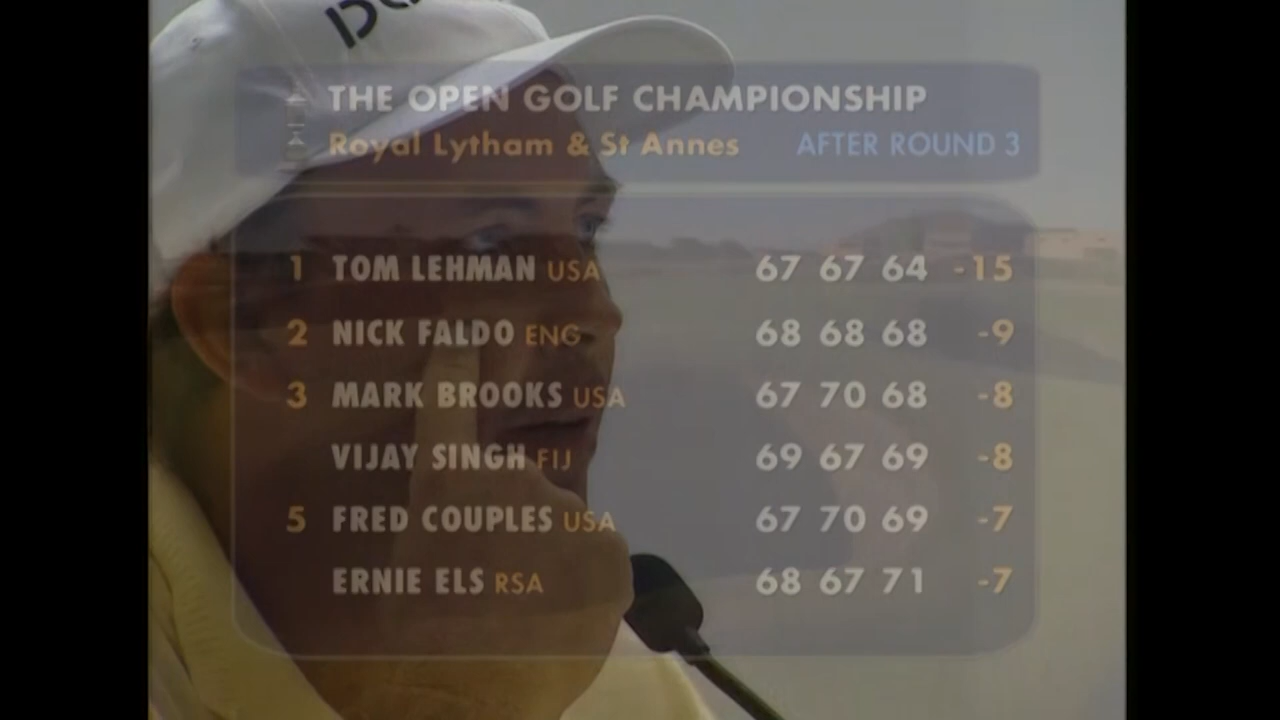 THE OPEN GOLF CHAMPIONSHIP
Royal Lytham & St Annes AFTER ROUND 3
1 TOM LEHMAN USA 67 67 64 -15
2 NICK FALDO ENG 68 68 68 -9
3 MARK BROOKS USA 67 70 68 -8
VIJAY SINGH FIJ 69 67 69 -8
5 FRED COUPLES USA 67 70 69 -7
ERNIE ELS RSA 68 67 71 -7